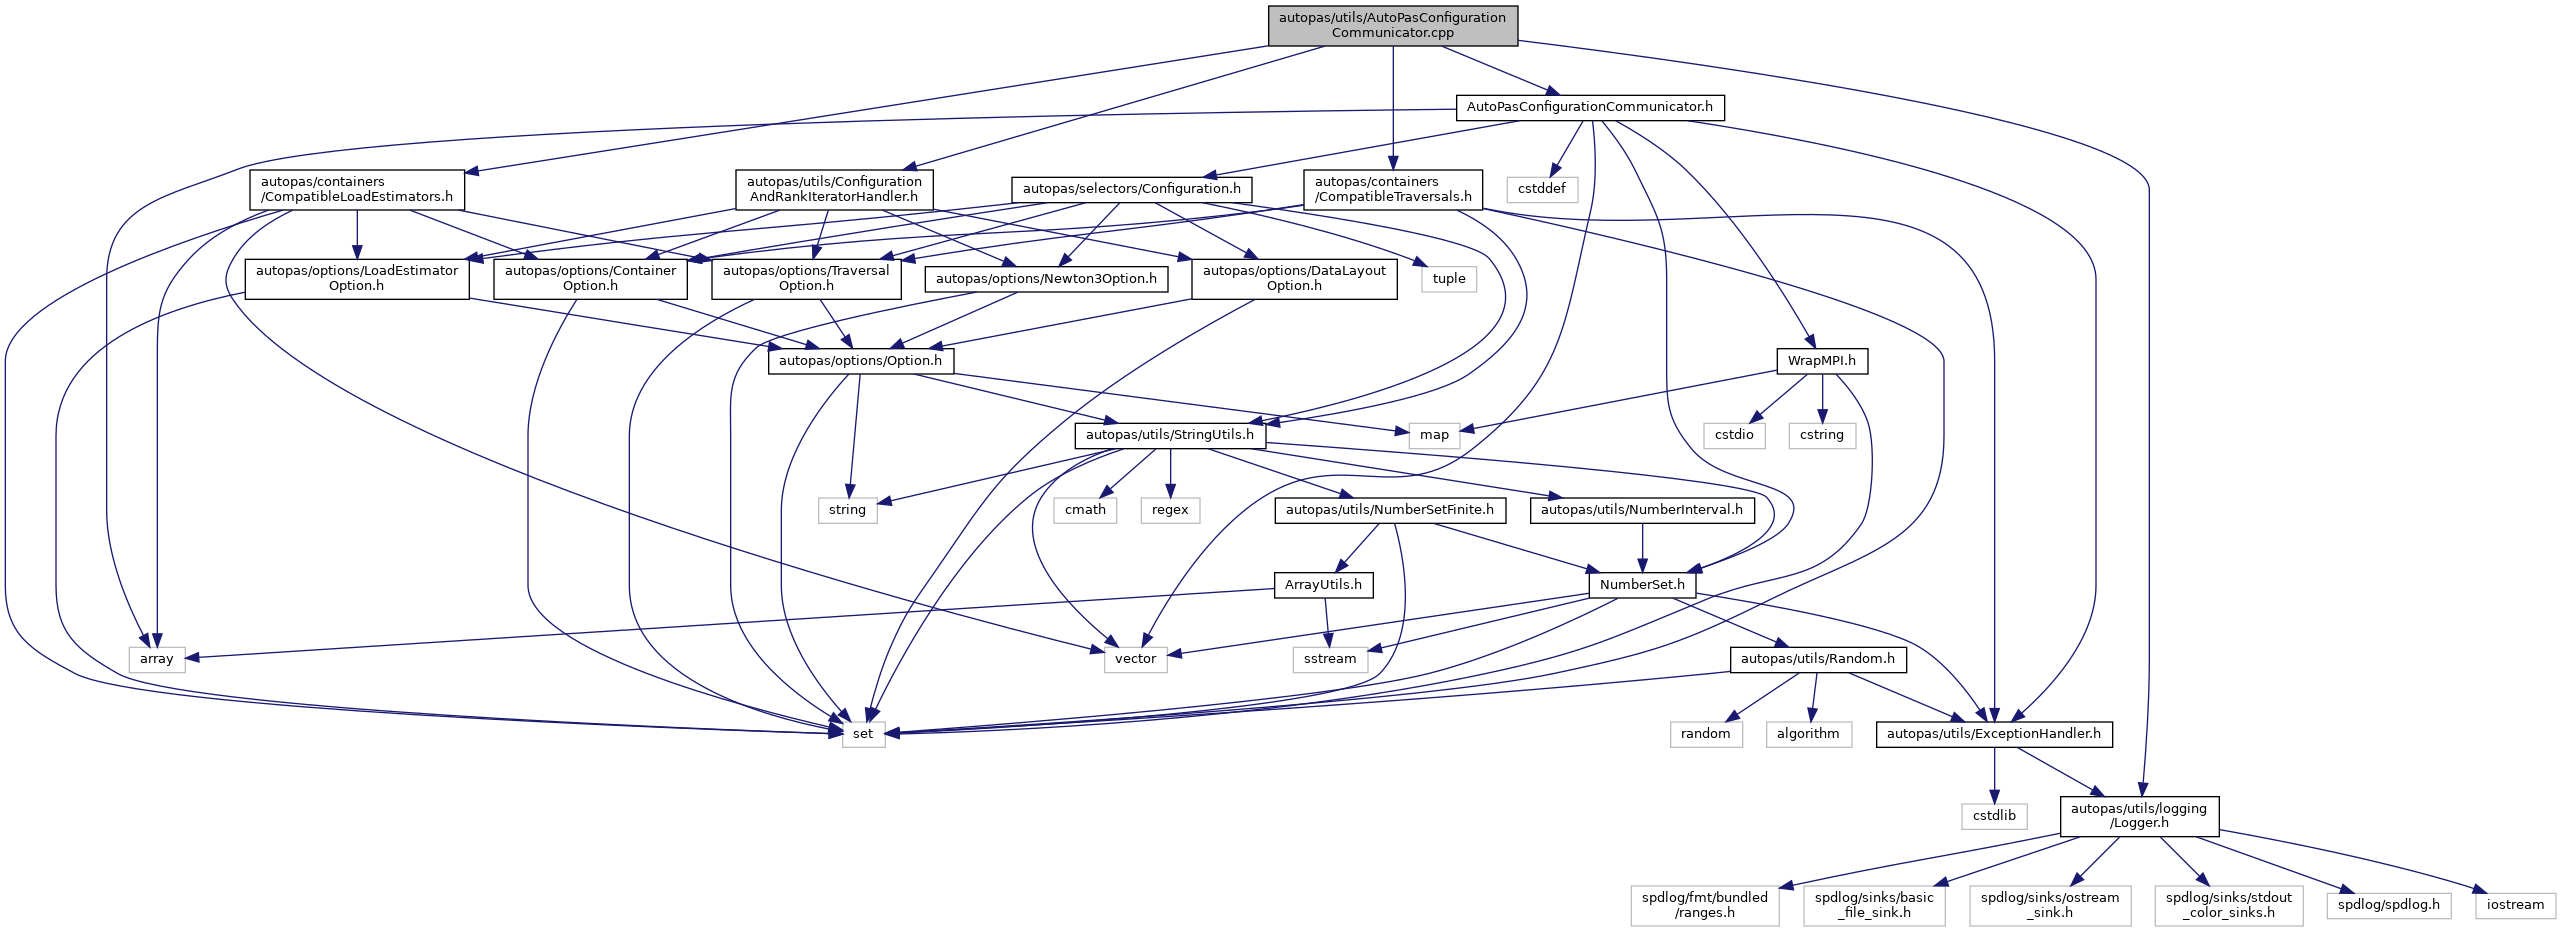 autopas/utils/AutoPasConfiguration
Communicator.cpp
AutoPasConfigurationCommunicator.h
autopas/containers
/CompatibleLoadEstimators.h
autopas/utils/Configuration
AndRankIteratorHandler.h
autopas/selectors/Configuration.h
autopas/containers
/CompatibleTraversals.h
cstddef
autopas/options/LoadEstimator
Option.h
autopas/options/Container
Option.h
autopas/options/Traversal
Option.h
autopas/options/Newton3Option.h
autopas/options/DataLayout
Option.h
tuple
autopas/options/Option.h
WrapMPI.h
autopas/utils/StringUtils.h
map
cstdio
cstring
string
cmath
regex
autopas/utils/NumberSetFinite.h
autopas/utils/NumberInterval.h
ArrayUtils.h
NumberSet.h
array
vector
sstream
autopas/utils/Random.h
set
random
algorithm
autopas/utils/ExceptionHandler.h
cstdlib
autopas/utils/logging
/Logger.h
spdlog/fmt/bundled
/ranges.h
spdlog/sinks/basic
_file_sink.h
spdlog/sinks/ostream
_sink.h
spdlog/sinks/stdout
_color_sinks.h
spdlog/spdlog.h
iostream